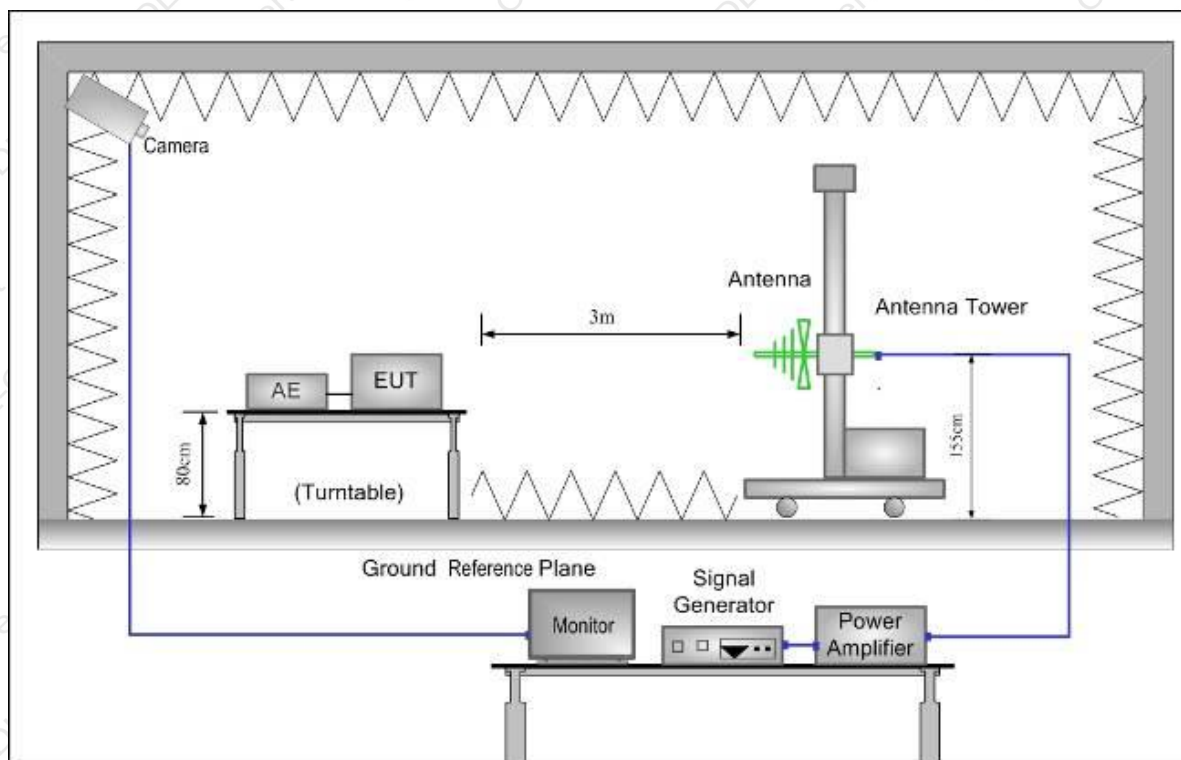 Camera
Antenna
3m
Antenna Tower
AE
EUT
80cm
155cm
(Turntable)
Ground Reference Plane
Signal
Generator
Monitor
Power
Amplifier